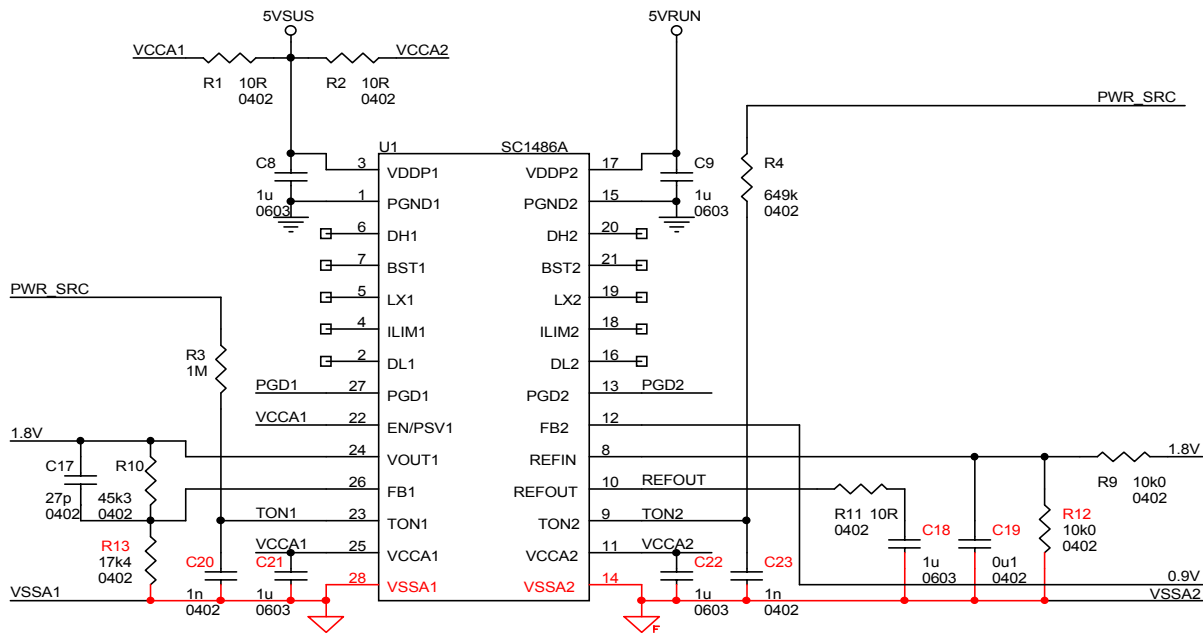 5VSUS
5VRUN
VCCA1
VCCA2
R1
10R
0402
R2
10R
0402
PWR_SRC
U1
SC1486A
C8
1u
0603
3
VDDP1
VDDP2
17
C9
1u
0603
R4
649k
0402
1
PGND1
PGND2
15
6
DH1
DH2
20
7
BST1
BST2
21
PWR_SRC
5
LX1
LX2
19
4
ILIM1
ILIM2
18
R3
1M
2
DL1
DL2
16
PGD1
27
PGD1
PGD2
13
PGD2
VCCA1
22
EN/PSV1
FB2
12
1.8V
24
VOUT1
REFIN
8
1.8V
C17
27p
0402
R10
45k3
0402
R9
10k0
0402
26
FB1
REFOUT
10
REFOUT
R11
10R
0402
TON1
23
TON1
TON2
9
TON2
R13
17k4
0402
C18
1u
0603
C19
0u1
0402
R12
10k0
0402
VCCA1
25
VCCA1
VCCA2
11
VCCA2
C20
1n
0402
C21
1u
0603
28
VSSA1
VSSA2
14
C22
1u
0603
C23
1n
0402
0.9V
VSSA1
VSSA2
F